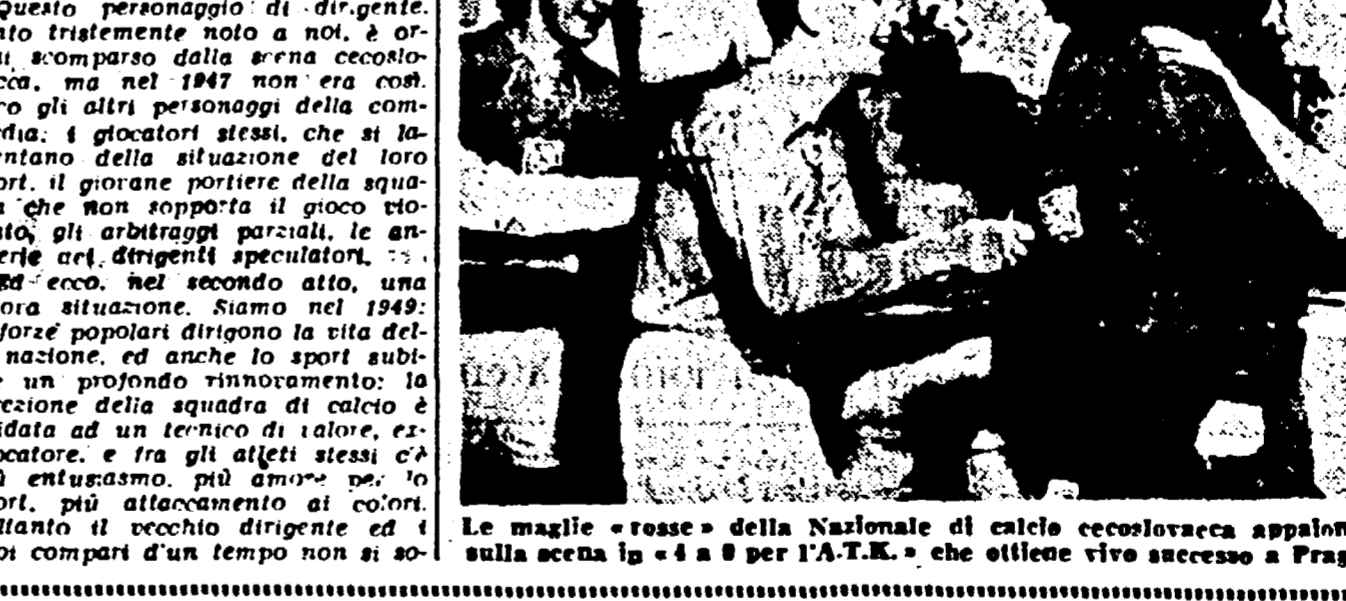 Questo personaggio di dirigente.
nto tristemente noto a noi, è or-
scomparso dalla scena cecoslo-
cca, ma nel 1947 non era così.
co gli altri personaggi della com-
dia: i giocatori stessi, che si la-
entano della situazione del loro
ort. il giovane portiere della squa-
che non sopporta il gioco vio-
gli arbitraggi parziali, le an-
dirigenti speculatori,
Ed ecco, nel secondo atto, una
ora situazione. Siamo nel 1949:
forze popolari dirigono la vita del-
nazione, ed anche lo sport subi-
un profondo rinnovamento: la
ezione della squadra di calcio è
idata ad un tecnico di valore, ex-
ocatore, e fra gli atleti stessi c'è
entusiasmo, più amore per lo
ort, più attaccamento ai colori.
ltanto il vecchio dirigente ed i
oi compari d'un tempo non si so-
Le maglie «rosse» della Nazionale di calcio cecoslovacca appaion
sulla scena in «4 a 0 per l'A.T.K.» che ottiene vivo successo a Prag